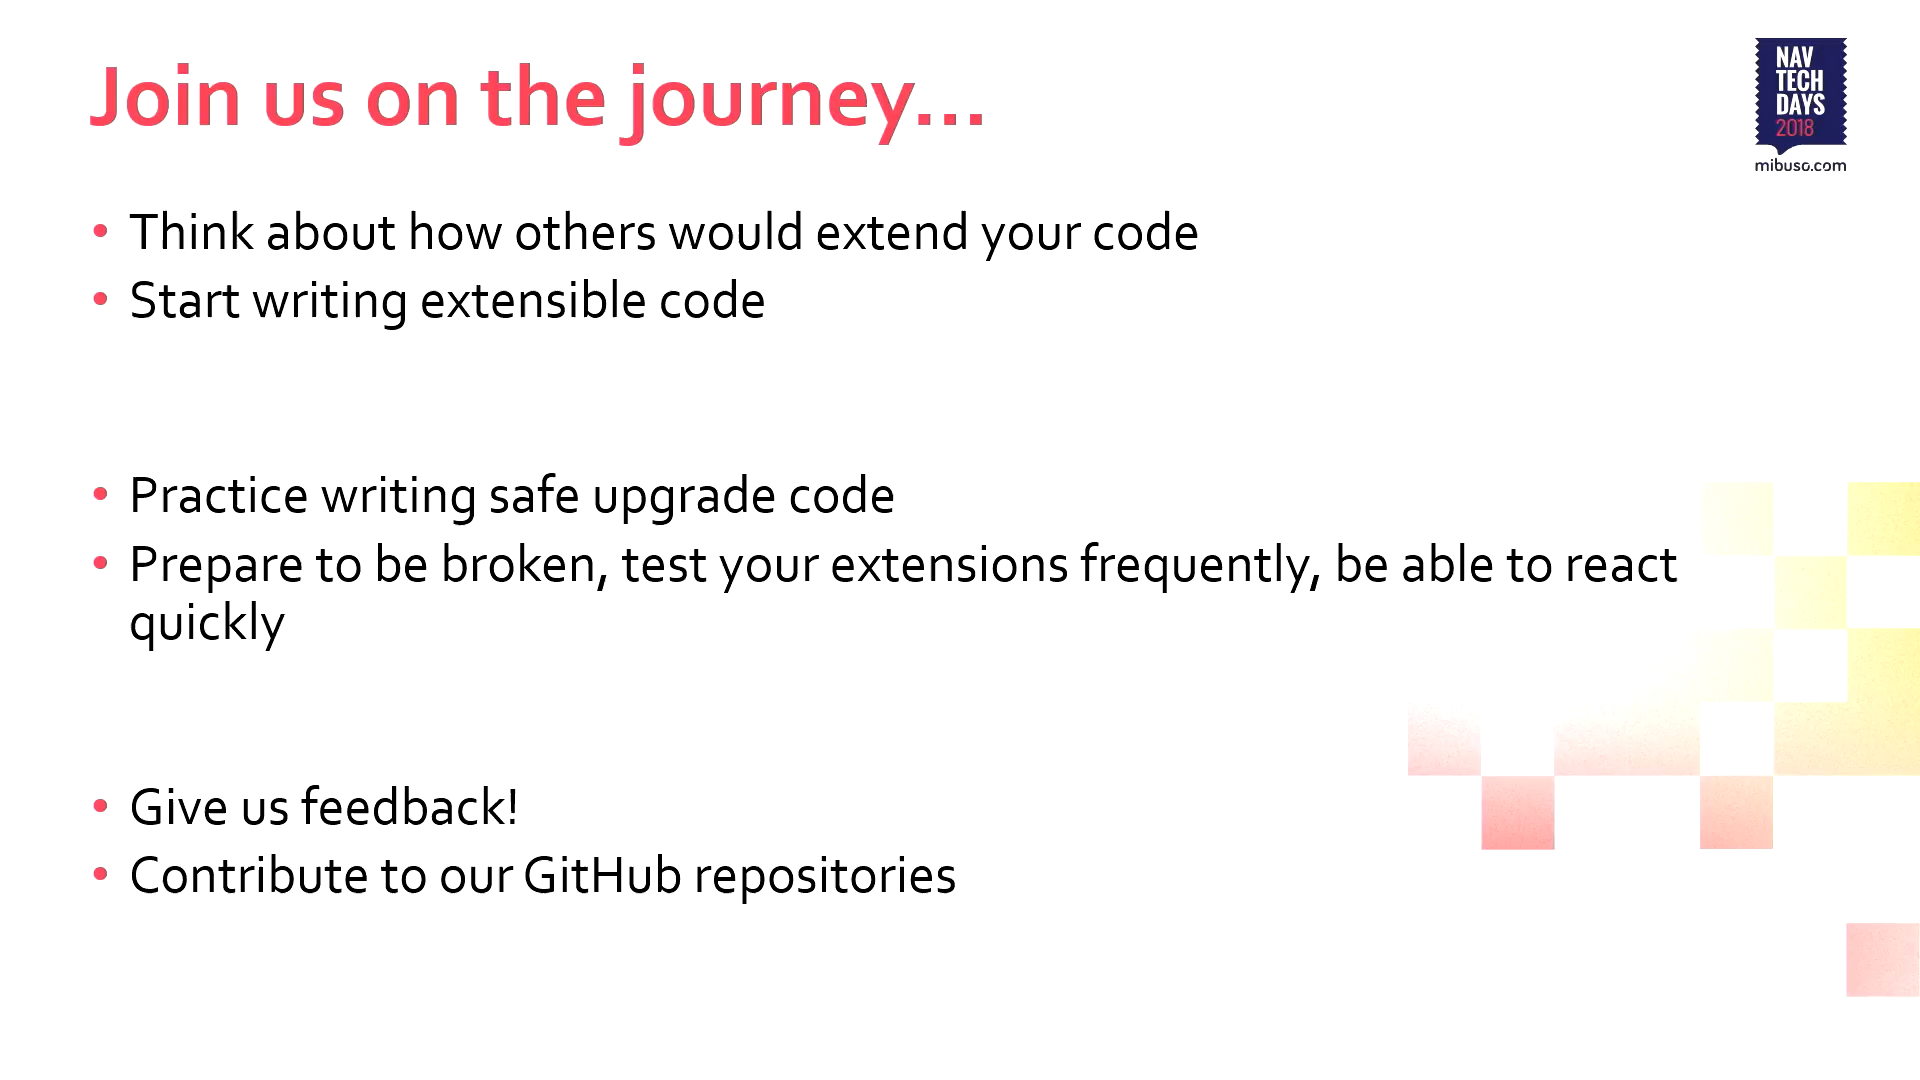 Join us on the journey...
NAV
TECH
DAYS
2018
mibuso.com
• Think about how others would extend your code
• Start writing extensible code
• Practice writing safe upgrade code
• Prepare to be broken, test your extensions frequently, be able to react
quickly
• Give us feedback!
• Contribute to our GitHub repositories